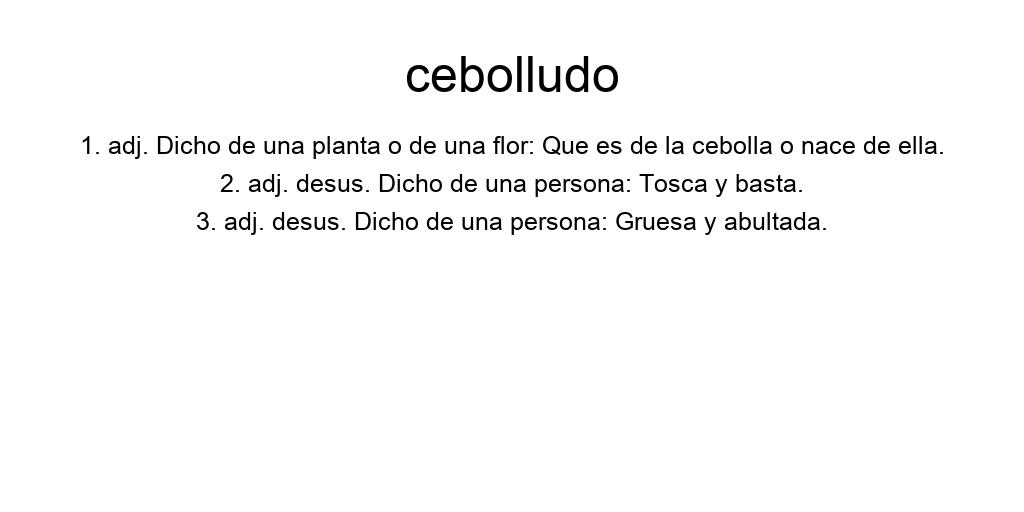 cebolludo
1. adj. Dicho de una planta o de una flor: Que es de la cebolla o nace de ella.
2. adj. desus. Dicho de una persona: Tosca y basta.
3. adj. desus. Dicho de una persona: Gruesa y abultada.